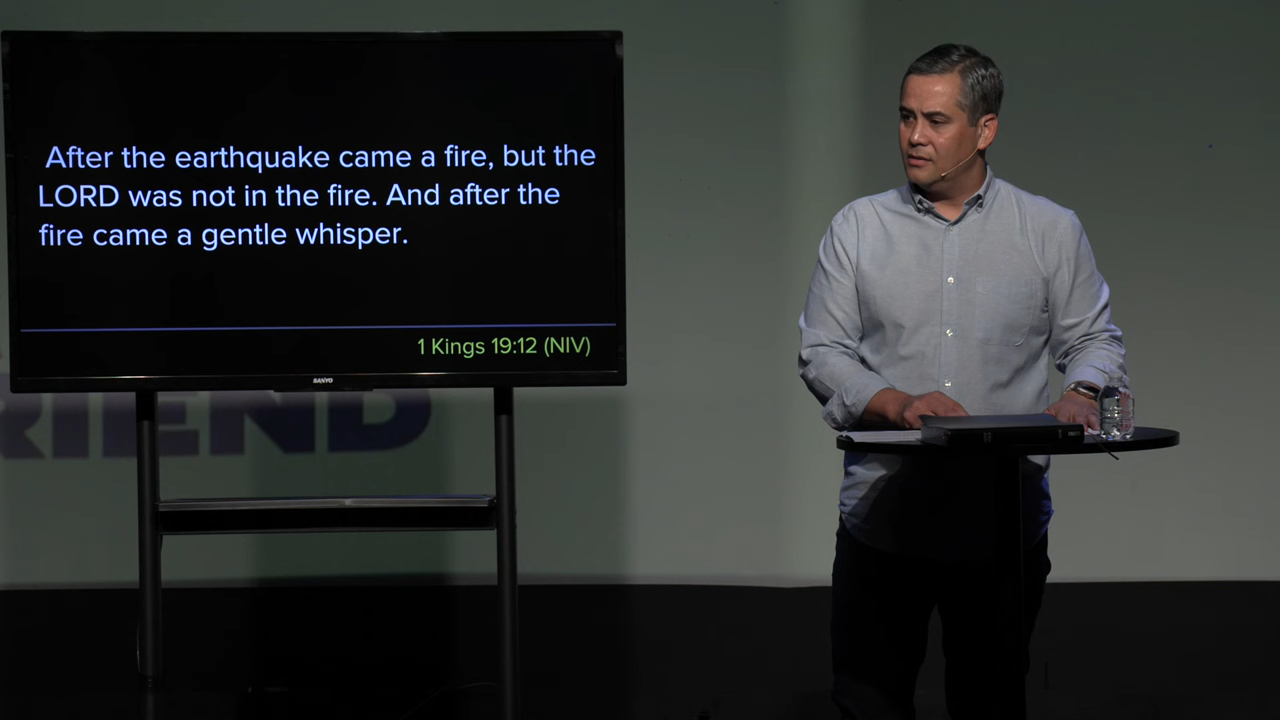 After the earthquake came a fire, but the
LORD was not in the fire. And after the
fire came a gentle whisper.
1 Kings 19:12 (NIV)
SANYO
RIEND